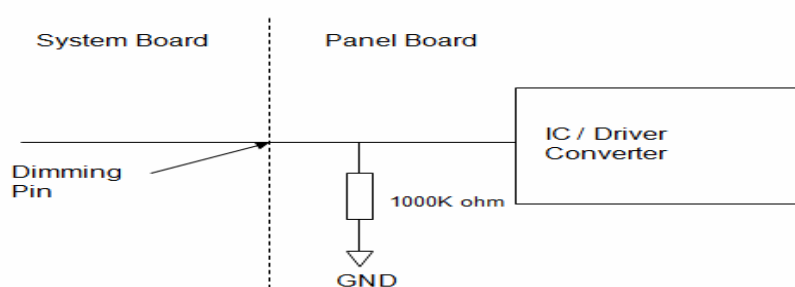 System Board
Panel Board
IC / Driver
Converter
Dimming
Pin
1000K ohm
GND